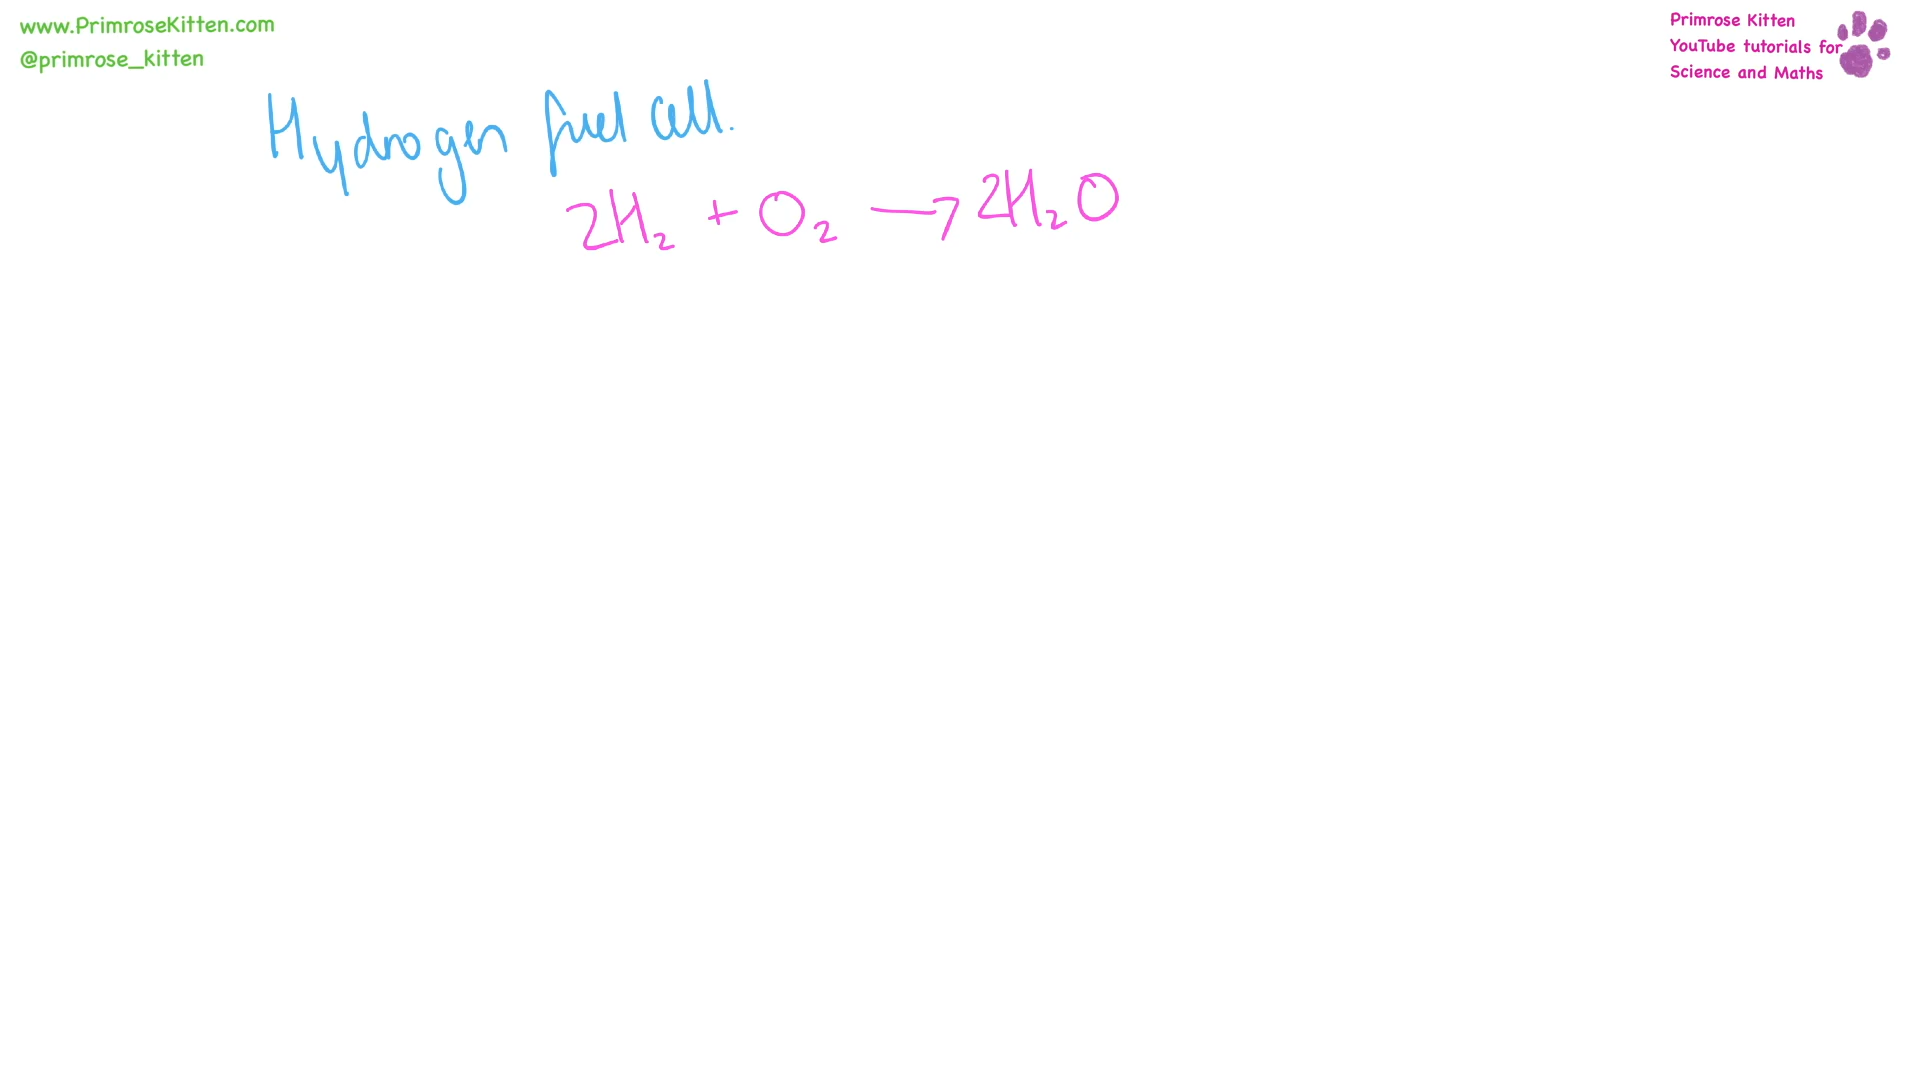 www.PrimroseKitten.com
@primrose_kitten
Primrose Kitten
YouTube tutorials for
Science and Maths
Hydrogen fuel cell.
2H₂ + O₂ → 2H₂O